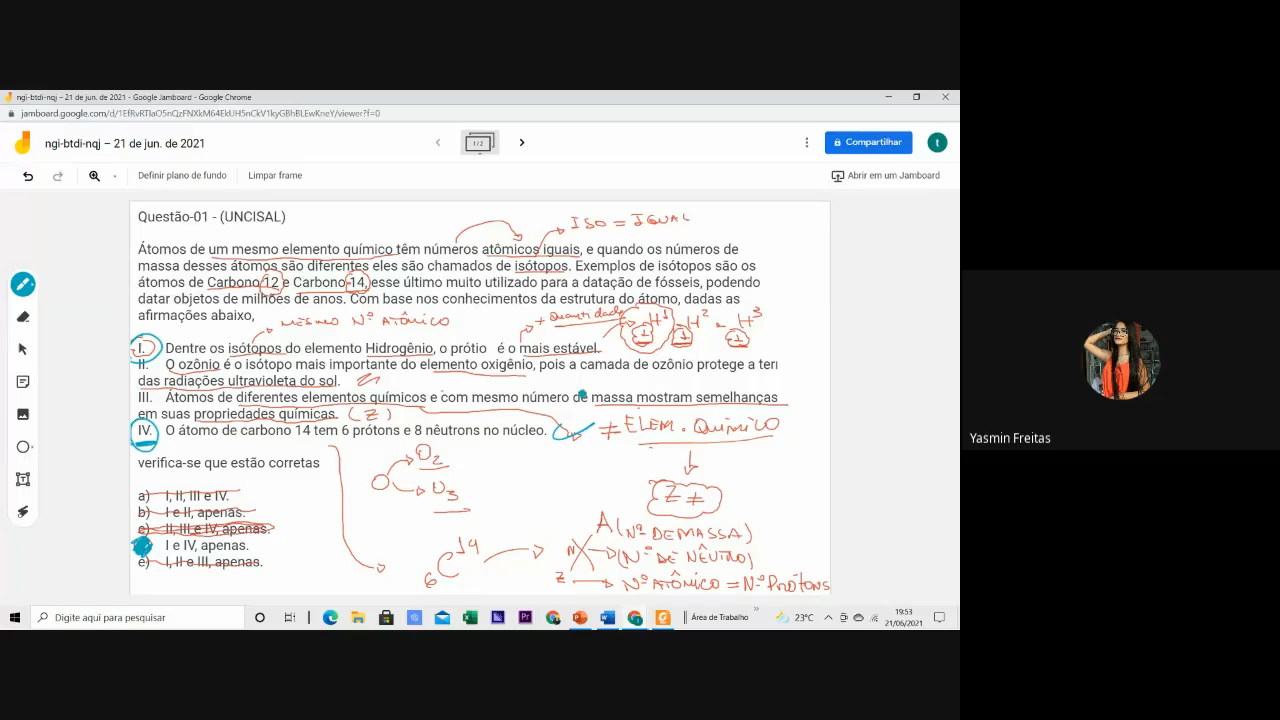 ngi-btdi-nqj – 21 de jun. de 2021 - Google Jamboard - Google Chrome
jamboard.google.com/d/1EfRvRTlaO5nQzFNXkM64EkUH5nCkV1kyGBhBLEwKneY/viewer?f=0
ngi-btdi-nqj – 21 de jun. de 2021
1/2
Compartilhar
t
Definir plano de fundo
Limpar frame
Abrir em um Jamboard
Questão-01 - (UNCISAL)
ISO = IGUAL
Átomos de um mesmo elemento químico têm números atômicos iguais, e quando os números de
massa desses átomos são diferentes eles são chamados de isótopos. Exemplos de isótopos são os
átomos de Carbono 12 e Carbono 14, esse último muito utilizado para a datação de fósseis, podendo
datar objetos de milhões de anos. Com base nos conhecimentos da estrutura do átomo, dadas as
afirmações abaixo,
MESMO Nº ATÔMICO
+ Quantidade
1 H 1 1 H 2 1 H 3
I. Dentre os isótopos do elemento Hidrogênio, o prótio é o mais estável.
II. O ozônio é o isótopo mais importante do elemento oxigênio, pois a camada de ozônio protege a terr
das radiações ultravioleta do sol.
III. Átomos de diferentes elementos químicos e com mesmo número de massa mostram semelhanças
em suas propriedades químicas. (Z)
IV. O átomo de carbono 14 tem 6 prótons e 8 nêutrons no núcleo.
≠ ELEM. QUÍMICO
verifica-se que estão corretas
O O2
O3
Z ≠
a) I, II, III e IV.
b) I e II, apenas.
c) II, III e IV, apenas.
I e IV, apenas.
e) I, II e III, apenas.
6 C 14
A (Nº DE MASSA)
N (Nº DE NÊUTRO)
Z Nº ATÔMICO = Nº PRÓTONS
Digite aqui para pesquisar
Área de Trabalho
23°C
19:53
21/06/2021
Yasmin Freitas